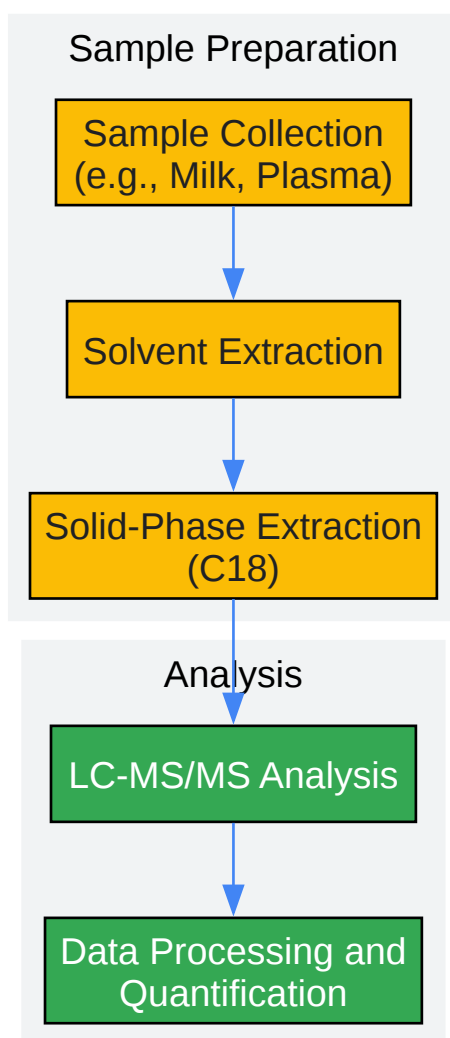 Sample Preparation
Sample Collection
(e.g., Milk, Plasma)
Solvent Extraction
Solid-Phase Extraction
(C18)
Analysis
LC-MS/MS Analysis
Data Processing and
Quantification